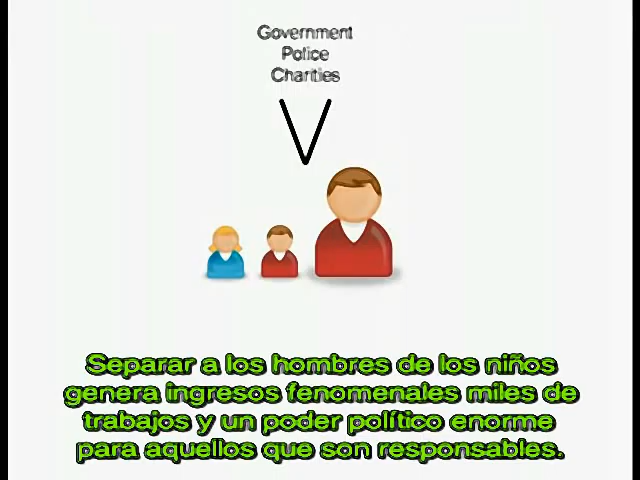 Government
Police
Charities
Separar a los hombres de los niños
genera ingresos fenomenales miles de
trabajos y un poder político enorme
para aquellos que son responsables.